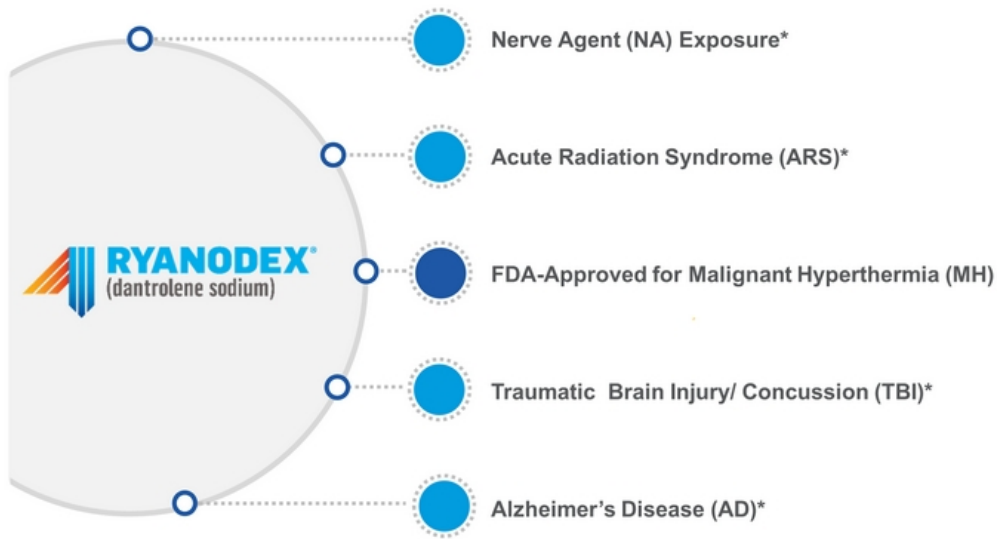 Nerve Agent (NA) Exposure*
Acute Radiation Syndrome (ARS)*
RYANODEX®
(dantrolene sodium)
FDA-Approved for Malignant Hyperthermia (MH)
Traumatic Brain Injury/ Concussion (TBI)*
Alzheimer’s Disease (AD)*